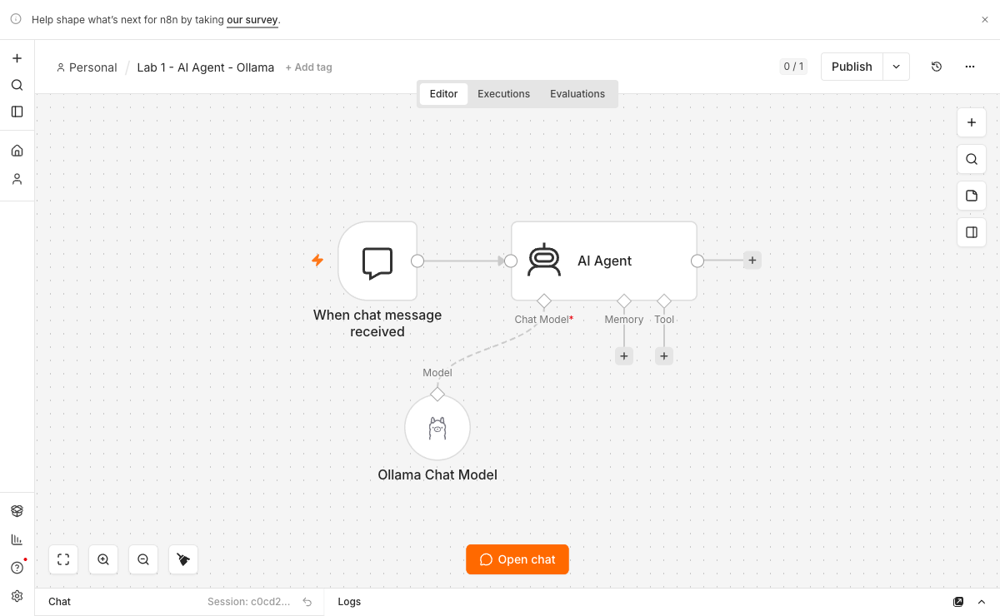 Help shape what's next for n8n by taking our survey.
Personal / Lab 1 - AI Agent - Ollama + Add tag
0 / 1
Publish
Editor Executions Evaluations
AI Agent
When chat message
received
Chat Model*
Memory
Tool
Model
Ollama Chat Model
Open chat
Chat
Session: c0cd2...
Logs